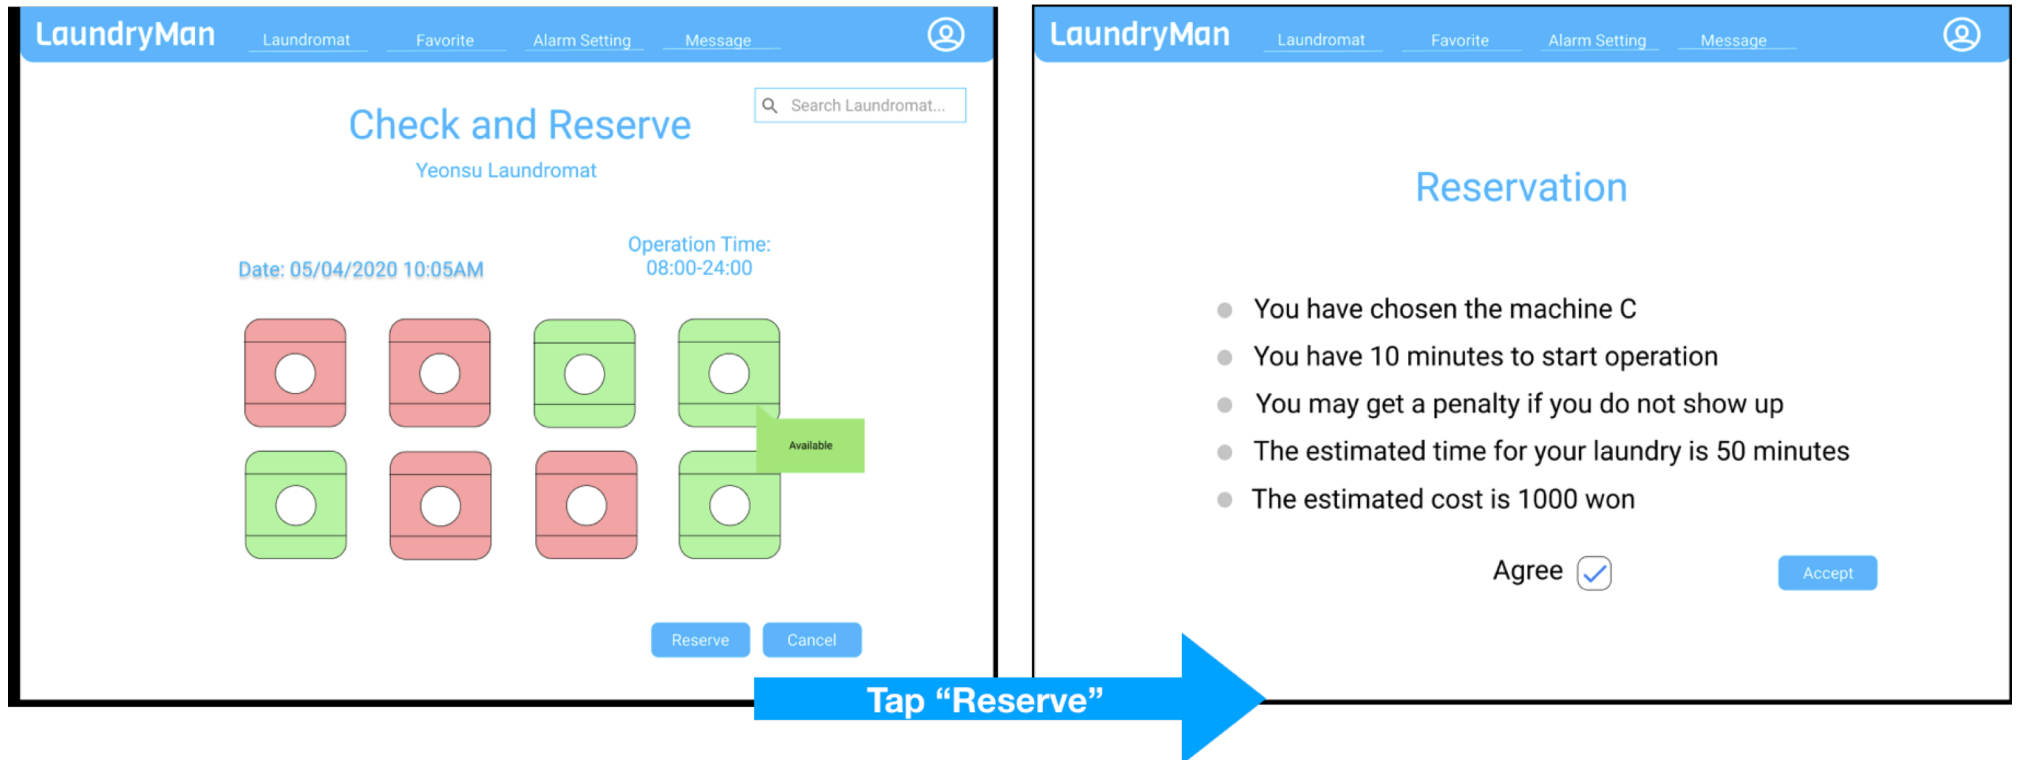 LaundryMan
Laundromat
Favorite
Alarm Setting
Message
Search Laundromat...
Check and Reserve
Yeonsu Laundromat
Operation Time:
08:00-24:00
Date: 05/04/2020 10:05AM
Available
Reserve
Cancel
Tap “Reserve”
LaundryMan
Laundromat
Favorite
Alarm Setting
Message
Reservation
You have chosen the machine C
You have 10 minutes to start operation
You may get a penalty if you do not show up
The estimated time for your laundry is 50 minutes
The estimated cost is 1000 won
Agree
Accept